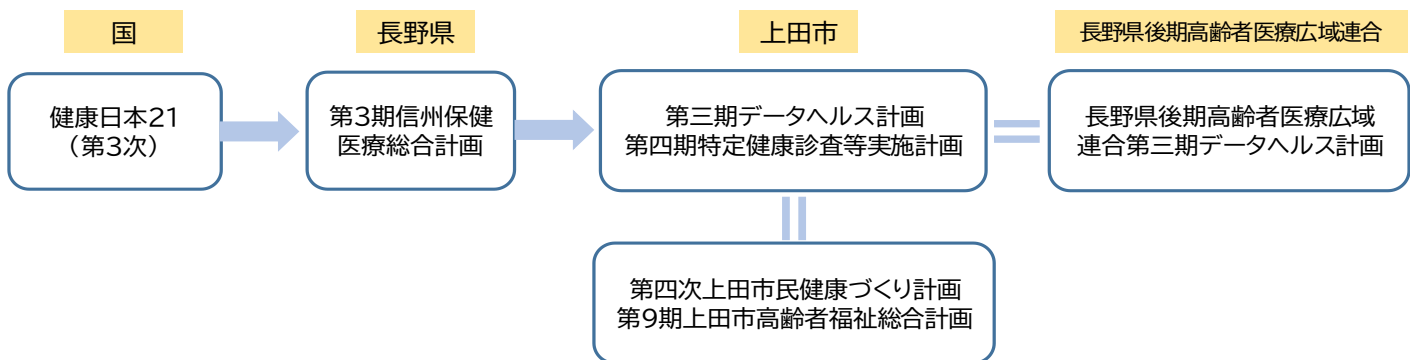 国
長野県
上田市
長野県後期高齢者医療広域連合
健康日本21
（第3次）
第3期信州保健
医療総合計画
第三期データヘルス計画
第四期特定健康診査等実施計画
長野県後期高齢者医療広域
連合第三期データヘルス計画
第四次上田市民健康づくり計画
第9期上田市高齢者福祉総合計画